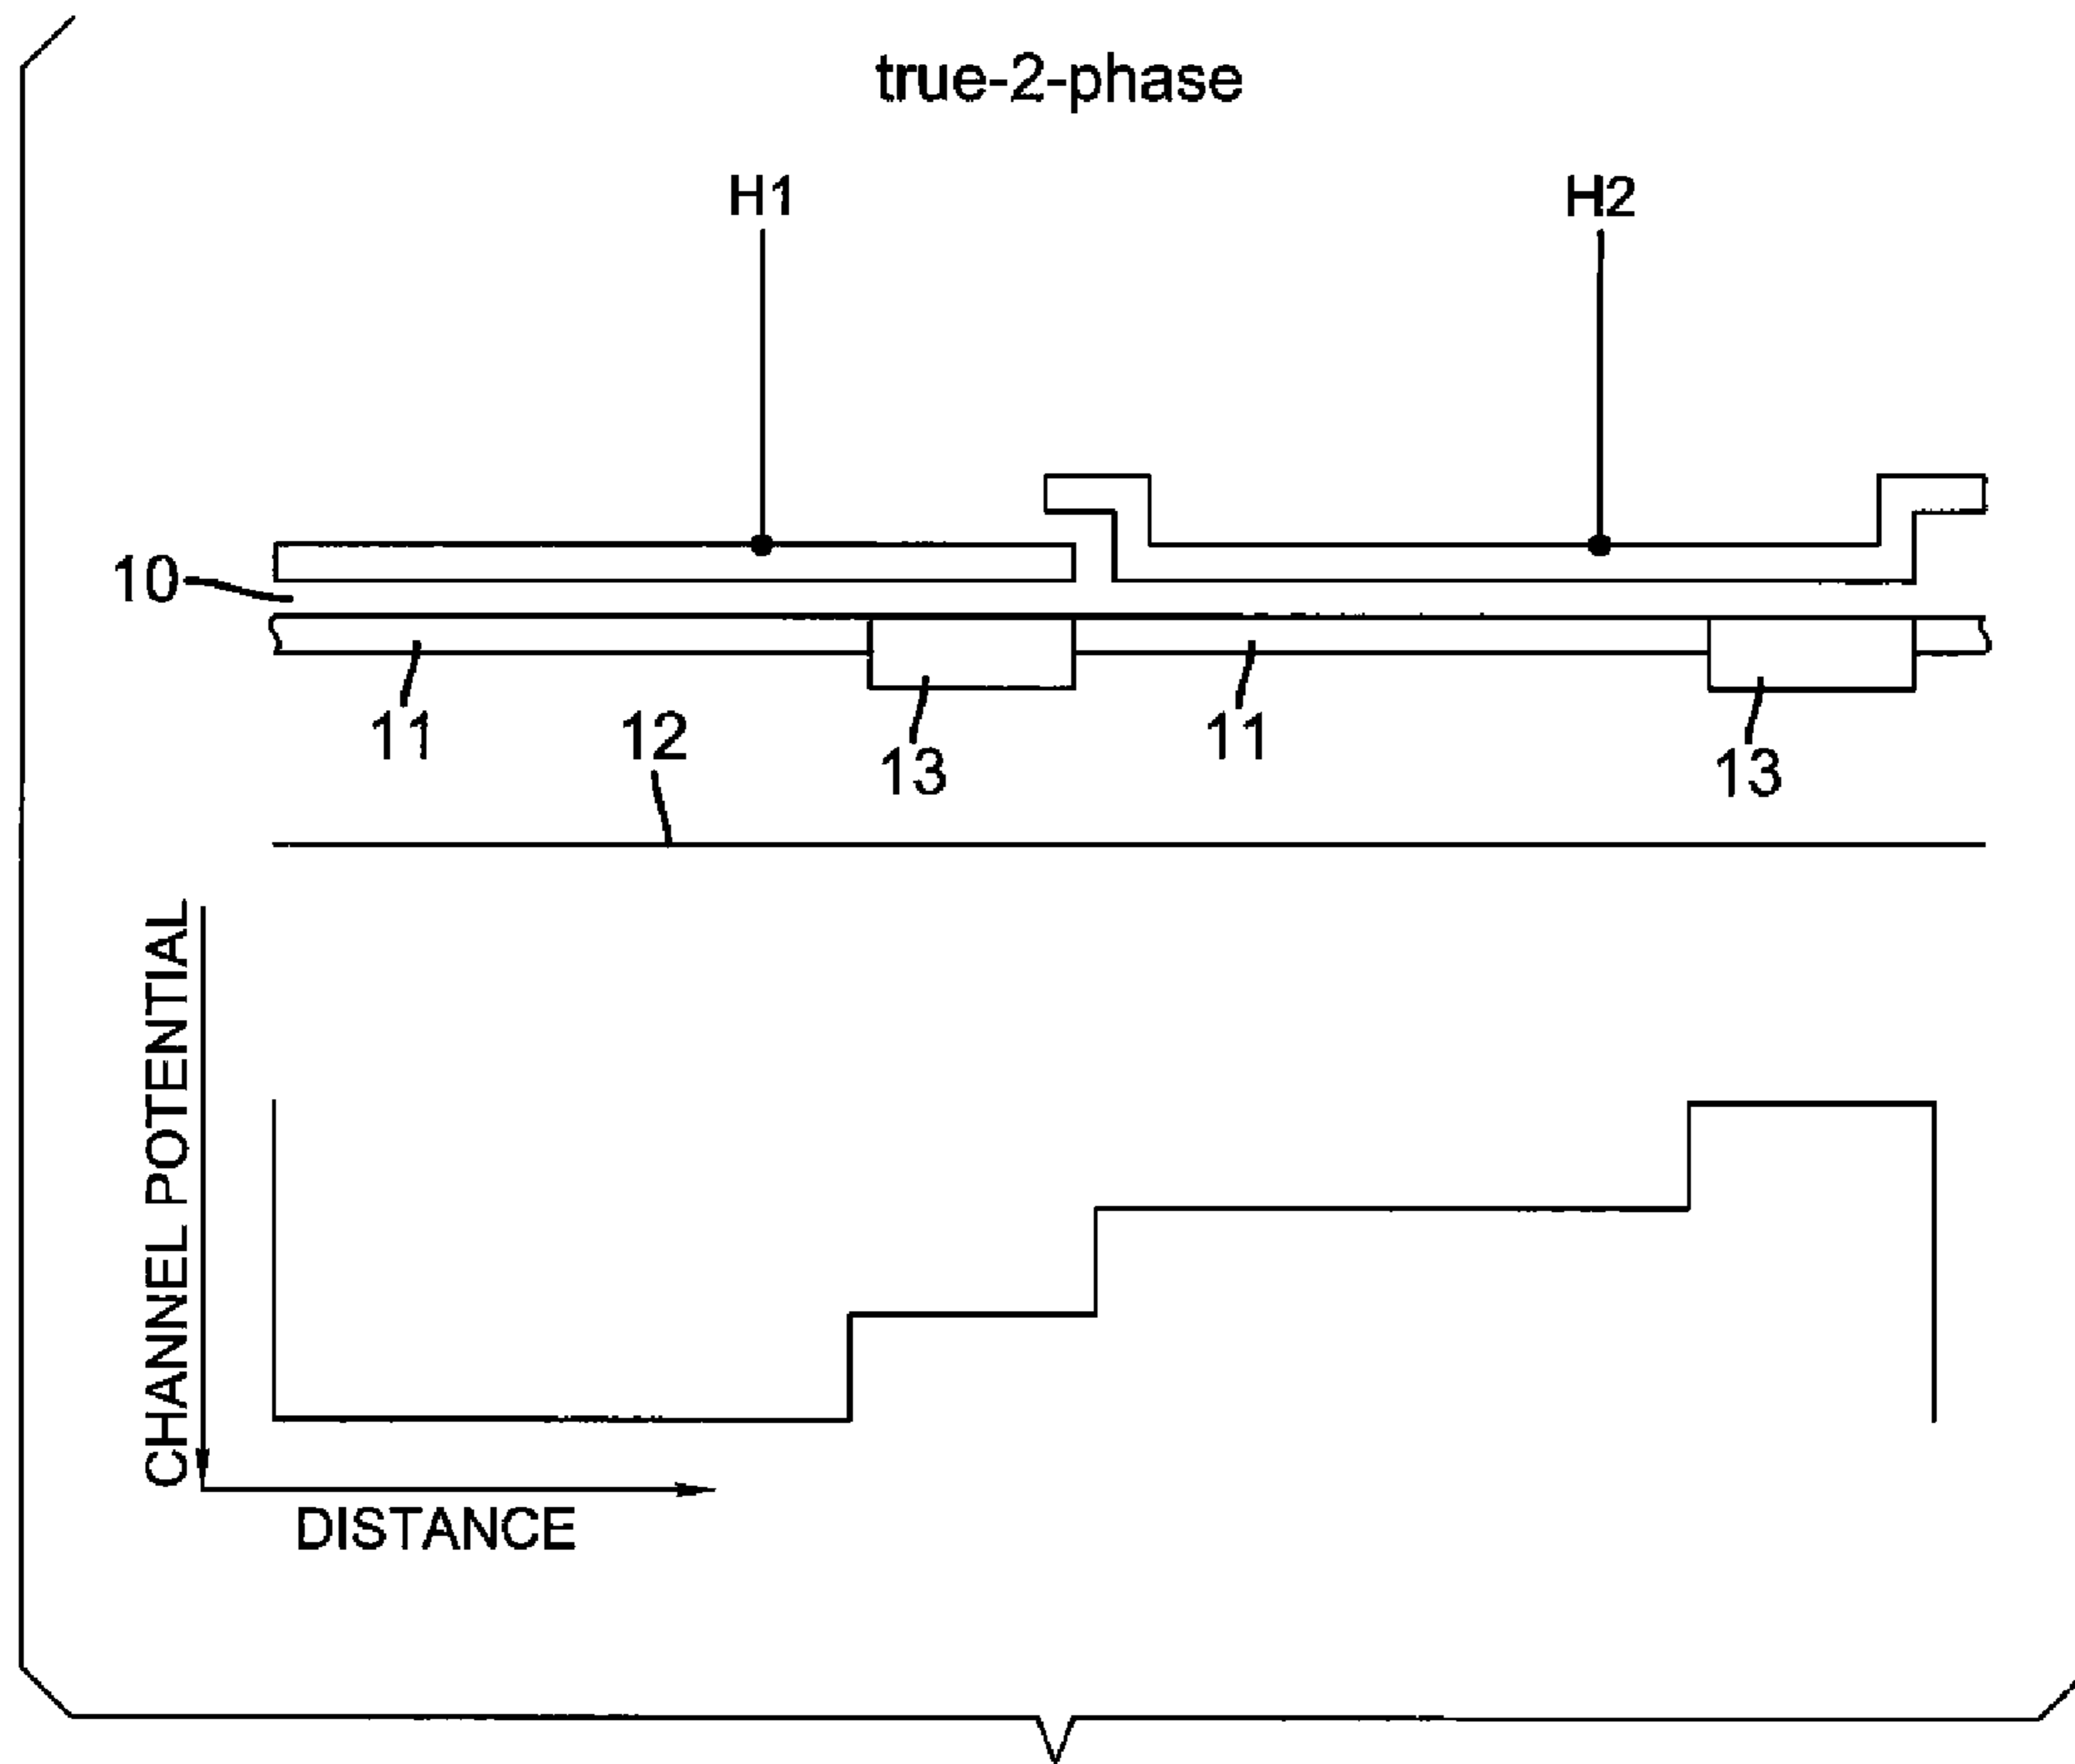 true-2-phase
H1
H2
10
11
12
13
11
13
CHANNEL POTENTIAL
DISTANCE